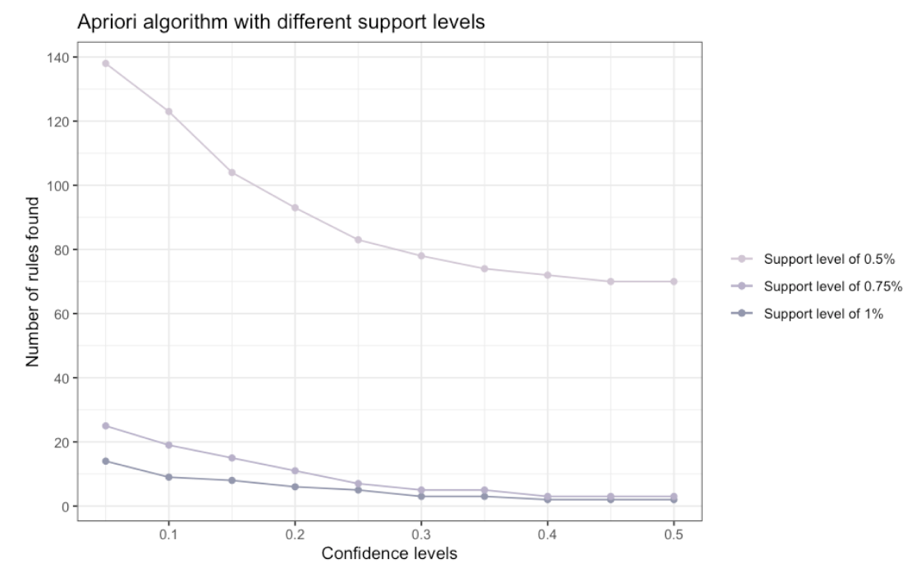 Apriori algorithm with different support levels
140
120
100
80
60
40
20
0
Number of rules found
0.1 0.2 0.3 0.4 0.5
Confidence levels
Support level of 0.5%
Support level of 0.75%
Support level of 1%